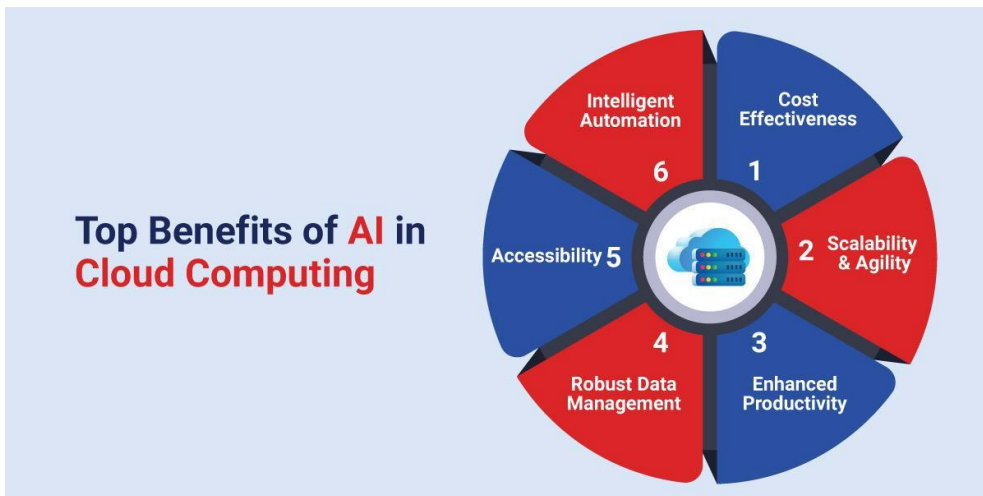 Top Benefits of AI in
Cloud Computing
Cost
Effectiveness
1
2
Scalability
& Agility
3
Enhanced
Productivity
4
Robust Data
Management
Accessibility 5
Intelligent
Automation
6